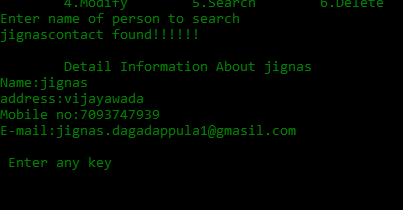 4.Modify 5.Search 6.Delete
Enter name of person to search
jignascontact found!!!!!!
Detail Information About jignas
Name:jignas
address:vijayawada
Mobile no:7093747939
E-mail:jignas.dagadappula1@gmasil.com
Enter any key